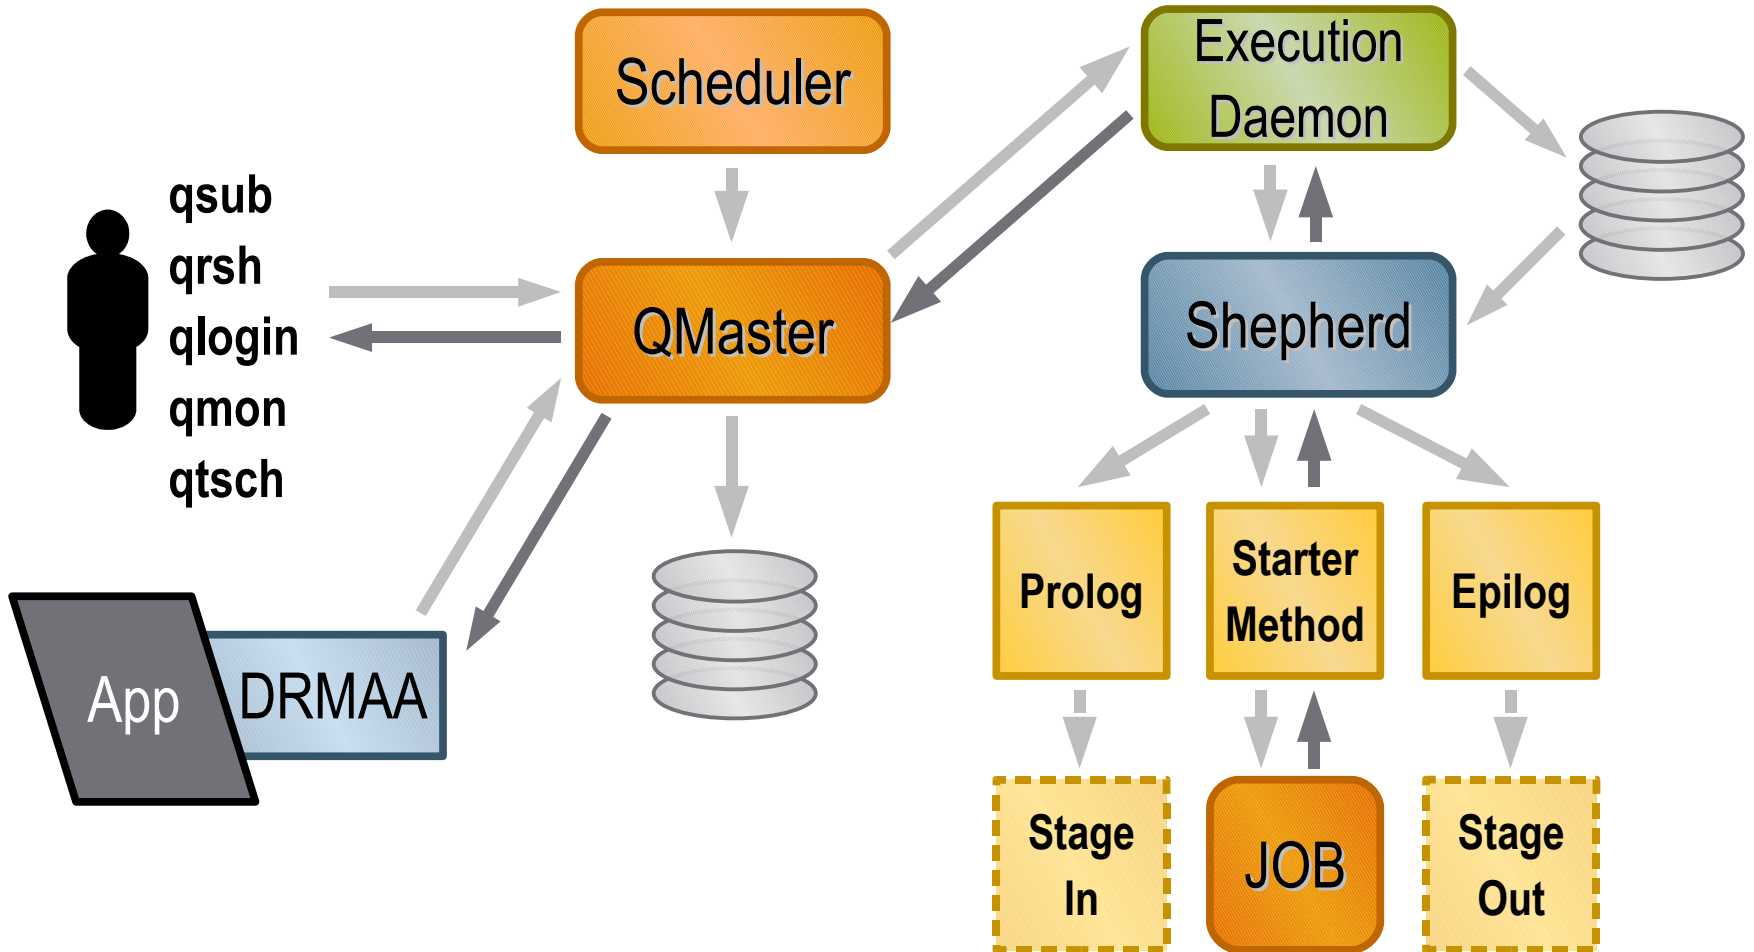 Scheduler
Execution
Daemon
qsub
qrsh
qlogin
qmon
qtsch
QMaster
Shepherd
App
DRMAA
Prolog
Starter
Method
Epilog
Stage
In
JOB
Stage
Out